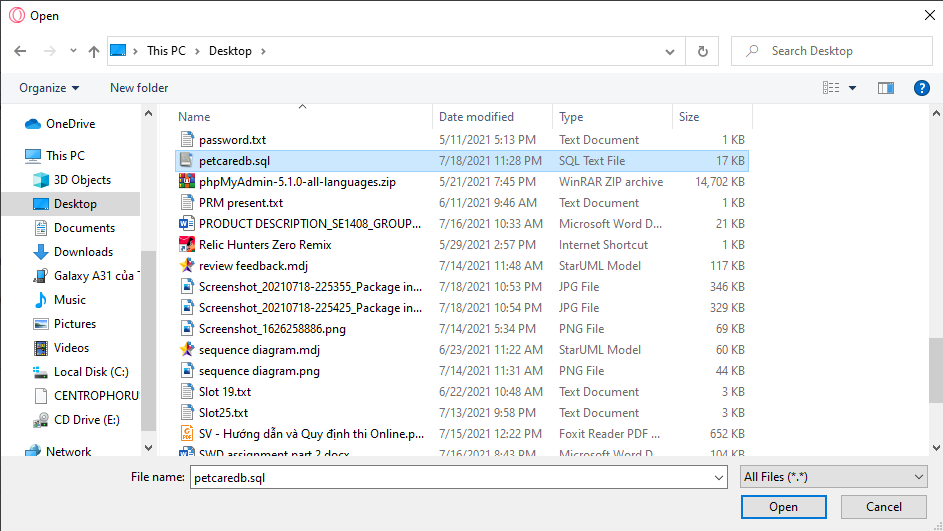 Open
This PC
Desktop
Search Desktop
Organize
New folder
?
OneDrive
This PC
3D Objects
Desktop
Documents
Downloads
Galaxy A31 của
Music
Pictures
Videos
Local Disk (C:)
CENTROPHORU
CD Drive (E:)
Network
Name Date modified Type Size
password.txt 5/11/2021 5:13 PM Text Document 1 KB
petcaredb.sql 7/18/2021 11:28 PM SQL Text File 17 KB
phpMyAdmin-5.1.0-all-languages.zip 5/21/2021 7:45 PM WinRAR ZIP archive 14,702 KB
PRM present.txt 6/11/2021 9:46 AM Text Document 1 KB
PRODUCT DESCRIPTION_SE1408_GROUP... 7/16/2021 10:33 AM Microsoft Word D... 21 KB
Relic Hunters Zero Remix 5/29/2021 2:57 PM Internet Shortcut 1 KB
review feedback.mdj 7/14/2021 11:48 AM StarUML Model 117 KB
Screenshot_20210718-225355_Package in... 7/18/2021 10:53 PM JPG File 346 KB
Screenshot_20210718-225425_Package in... 7/18/2021 10:54 PM JPG File 329 KB
Screenshot_1626258886.png 7/14/2021 5:34 PM PNG File 69 KB
sequence diagram.mdj 6/23/2021 11:22 AM StarUML Model 60 KB
sequence diagram.png 7/14/2021 11:31 AM PNG File 44 KB
Slot 19.txt 6/22/2021 10:48 AM Text Document 3 KB
Slot25.txt 7/13/2021 9:58 PM Text Document 3 KB
SV - Hướng dẫn và Quy định thi Online.p... 7/15/2021 12:22 PM Foxit Reader PDF ... 652 KB
SWD assignment part 2.docx 7/16/2021 8:43 PM Microsoft Word D... 104 KB
File name: petcaredb.sql All Files (*.*)
Open Cancel